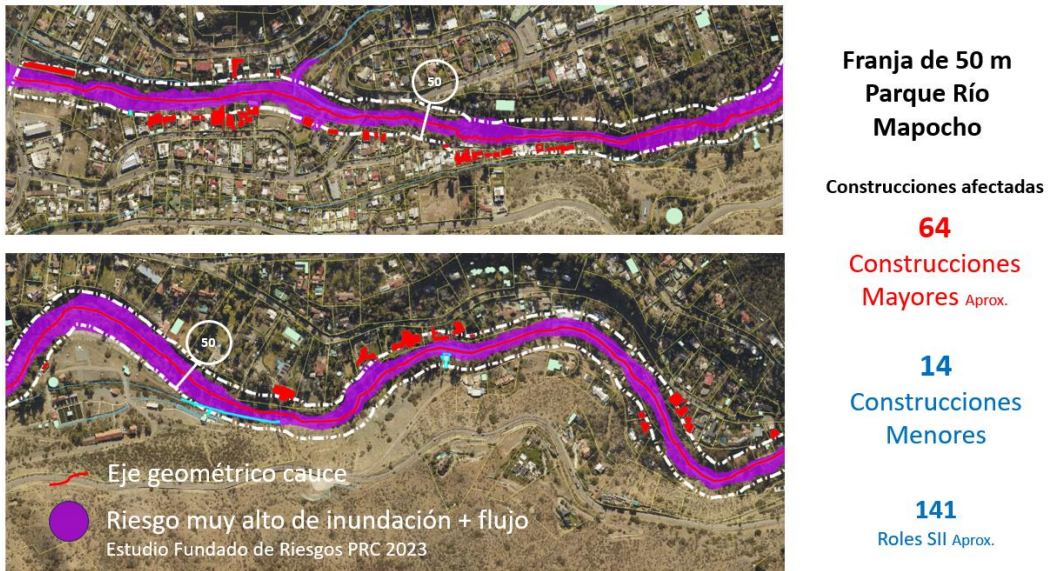 50
50
Eje geométrico cauce
Riesgo muy alto de inundación + flujo
Estudio Fundado de Riesgos PRC 2023
Franja de 50 m
Parque Río
Mapocho
Construcciones afectadas
64
Construcciones
Mayores Aprox.
14
Construcciones
Menores
141
Roles SII Aprox.